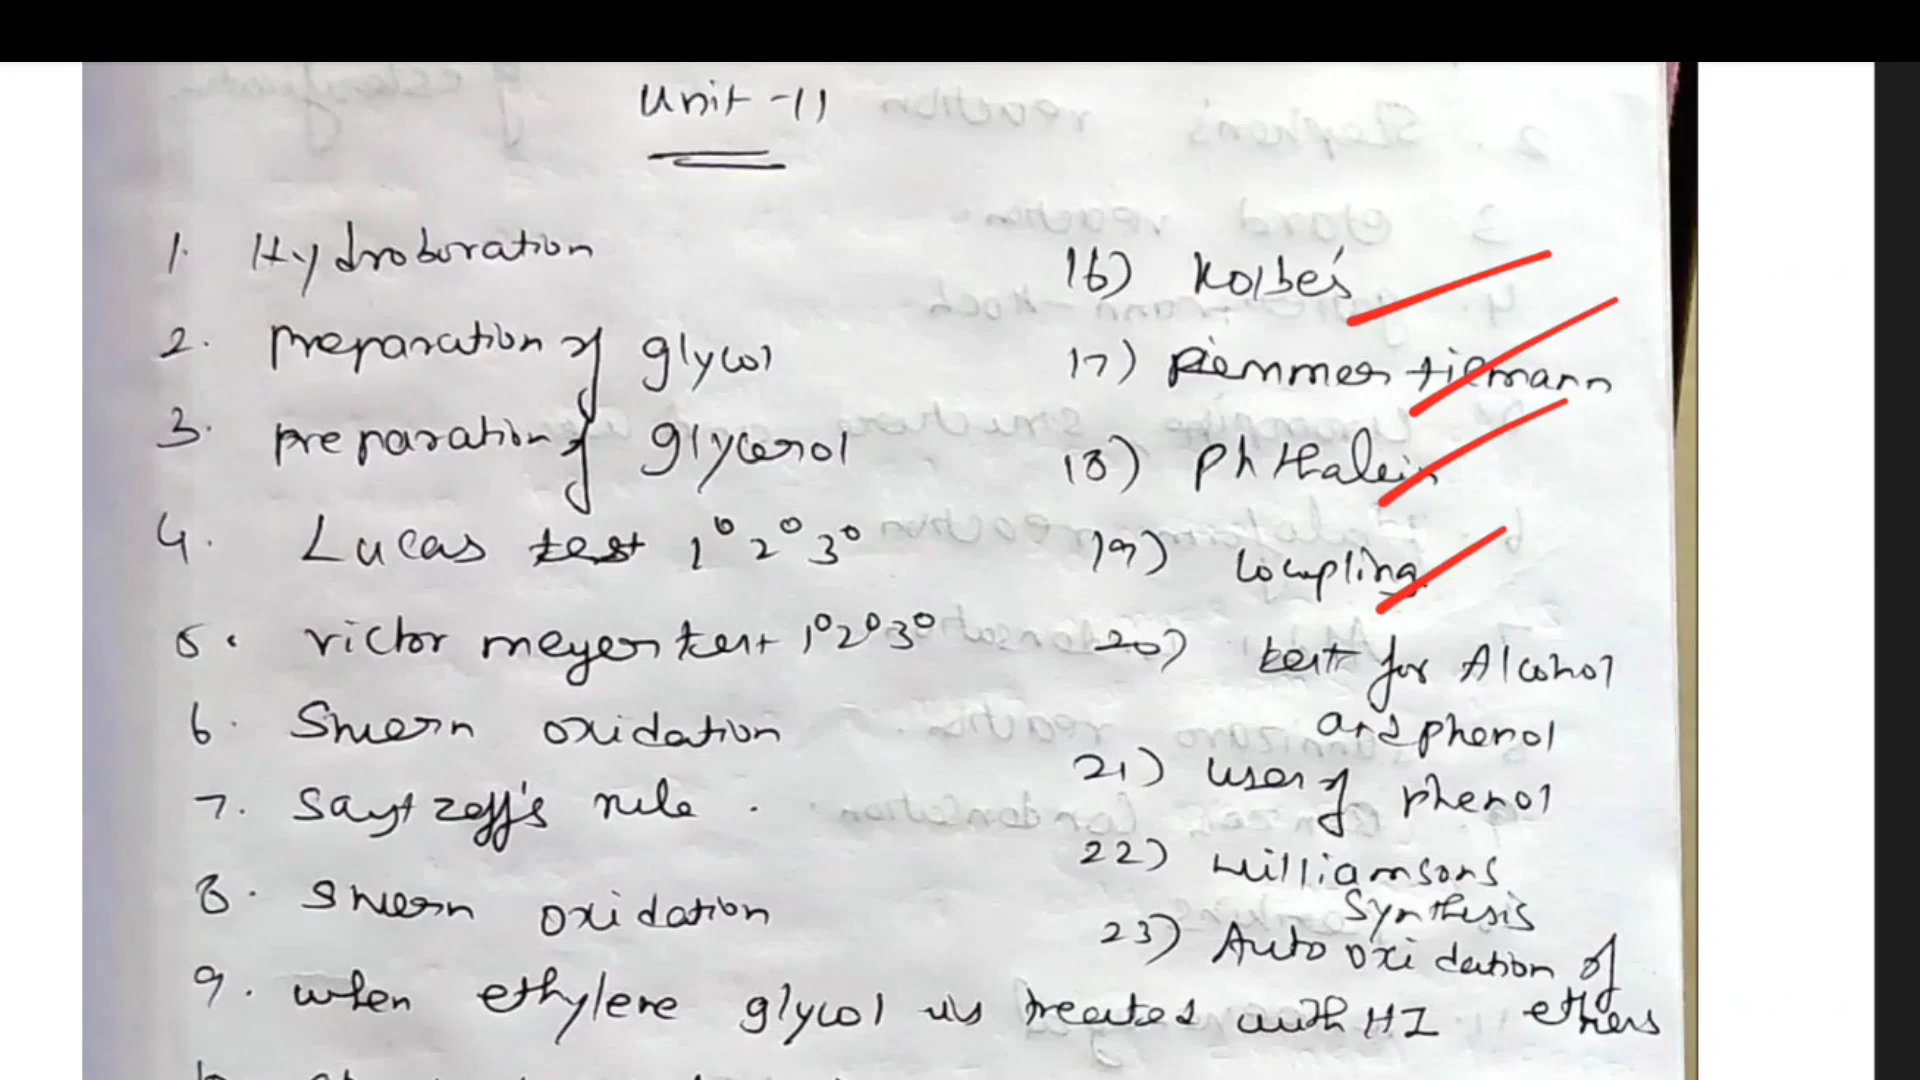 Unit -11
1. Hydroboration
2. preparation of glycol
3. preparation of glycerol
4. Lucas test 1° 2° 3°
5. victor meyer test 1° 2° 3°
6. Swern oxidation
7. Saytzeff's rule.
8. Swern oxidation
9. when ethylene glycol is treated with HI
16) Kolbe's
17) Riemmer tiemann
18) Phthalein
19) Coupling
20) test for Alcohol
and phenol
21) uses of phenol
22) Williamsons
Synthesis
23) Auto oxidation of
ethers